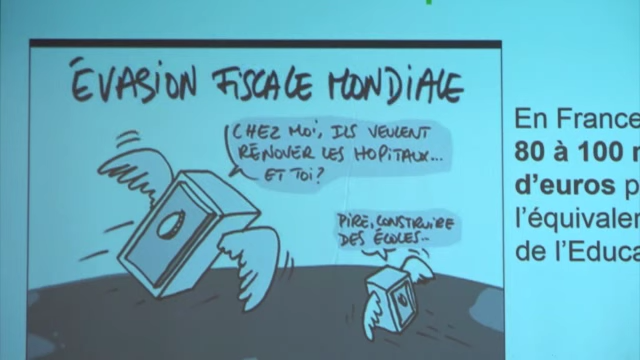 ÉVASION FISCALE MONDIALE
CHEZ MOI, ILS VEULENT
RÉNOVER LES HOPITAUX...
ET TOI?
PIRE, CONSTRUIRE
DES ÉCOLES...
En France
80 à 100 m
d'euros p
l'équivalen
de l'Educa